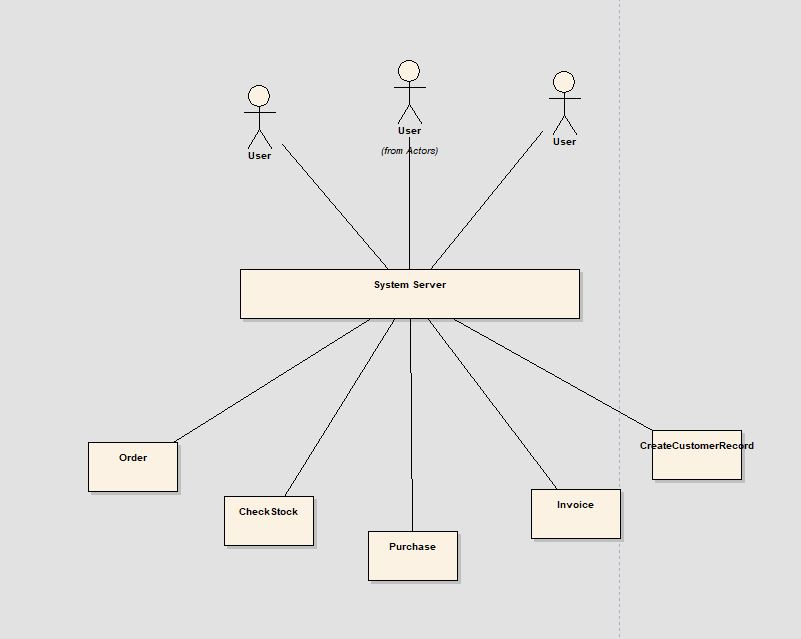 User
User
(from Actors)
User
System Server
Order
CheckStock
Purchase
Invoice
CreateCustomerRecord